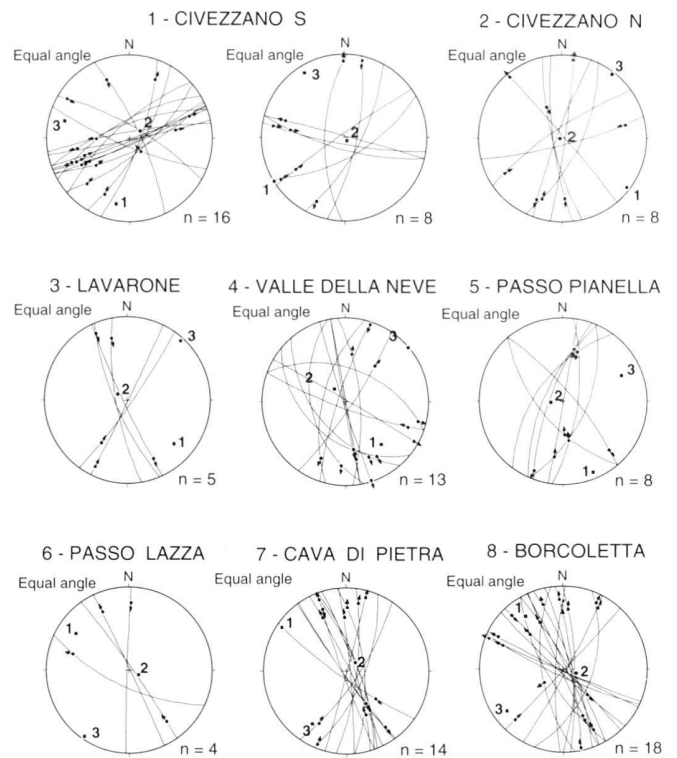 1 - CIVEZZANO S
2 - CIVEZZANO N
Equal angle
N
1
2
3
n = 16
Equal angle
N
1
2
3
n = 8
Equal angle
N
1
2
3
n = 8
3 - LAVARONE
4 - VALLE DELLA NEVE
5 - PASSO PIANELLA
Equal angle
N
3
2
1
n = 5
Equal angle
N
3
2
1
n = 13
Equal angle
N
3
2
1
n = 8
6 - PASSO LAZZA
7 - CAVA DI PIETRA
8 - BORCOLETTA
Equal angle
N
1
2
3
n = 4
Equal angle
N
1
2
3
n = 14
Equal angle
N
1
2
3
n = 18